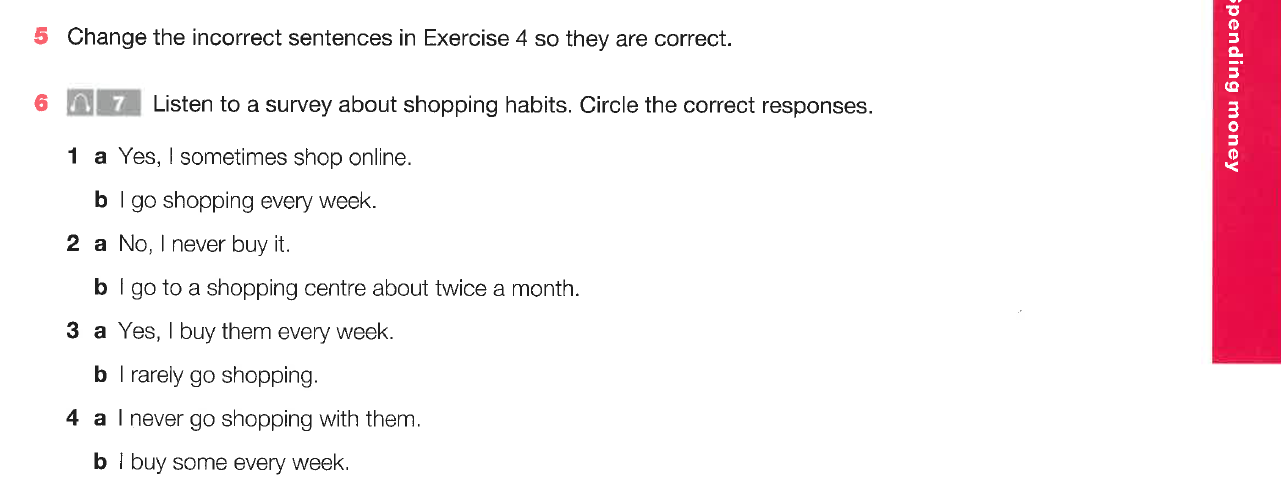 5 Change the incorrect sentences in Exercise 4 so they are correct.
6 7 Listen to a survey about shopping habits. Circle the correct responses.
1 a Yes, I sometimes shop online.
b I go shopping every week.
2 a No, I never buy it.
b I go to a shopping centre about twice a month.
3 a Yes, I buy them every week.
b I rarely go shopping.
4 a I never go shopping with them.
b I buy some every week.
Spending money